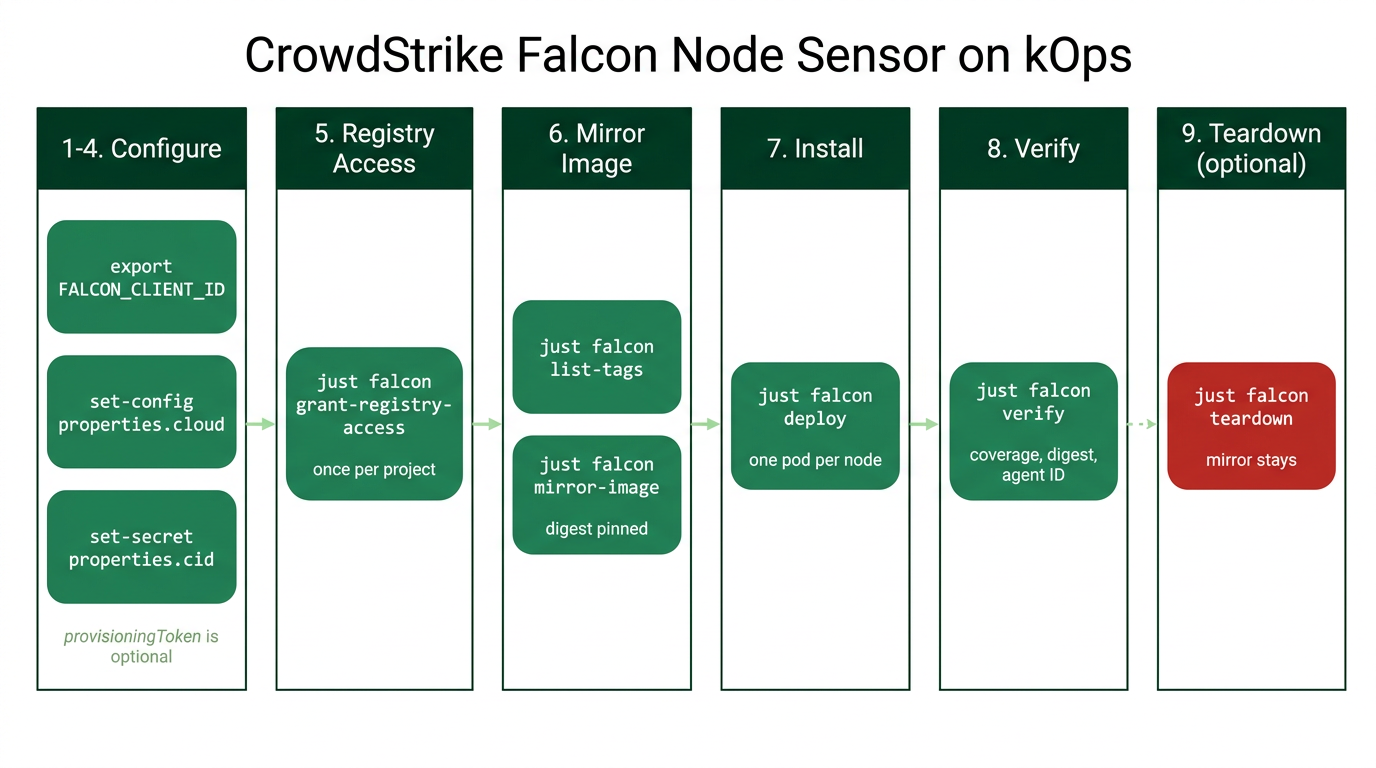 CrowdStrike Falcon Node Sensor on kOps
1-4. Configure
export
FALCON_CLIENT_ID
set-config
properties.cloud
set-secret
properties.cid
provisioningToken is
optional
5. Registry
Access
just falcon
grant-registry-
access
once per project
6. Mirror
Image
just falcon
list-tags
just falcon
mirror-image
digest pinned
7. Install
just falcon
deploy
one pod per node
8. Verify
just falcon
verify
coverage, digest,
agent ID
9. Teardown
(optional)
just falcon
teardown
mirror stays